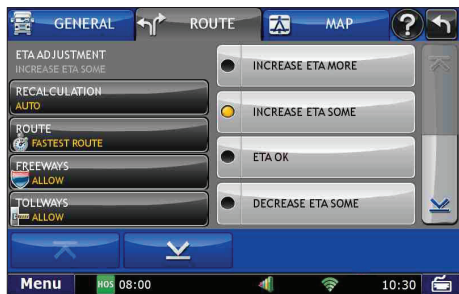 GENERAL
ROUTE
MAP
?
ETA ADJUSTMENT
INCREASE ETA SOME
RECALCULATION
AUTO
ROUTE
FASTEST ROUTE
FREEWAYS
ALLOW
TOLLWAYS
ALLOW
INCREASE ETA MORE
INCREASE ETA SOME
ETA OK
DECREASE ETA SOME
Menu
HOS 08:00
10:30